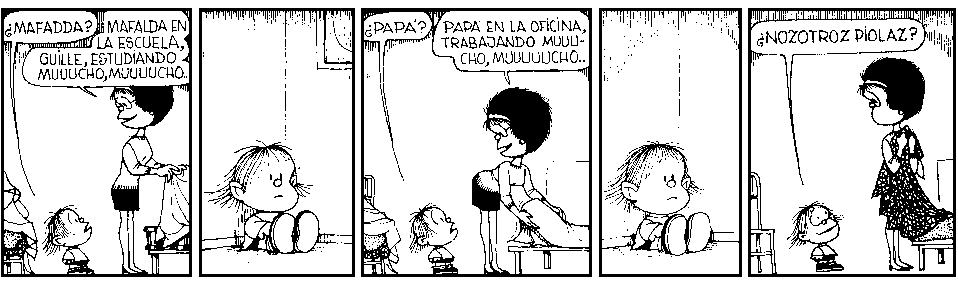 ¿MAFADDA?
¡MAFALDA EN
LA ESCUELA,
GUILLE, ESTUDIANDO
MUUUCHO, MUUUUCHO..
¿PAPÁ?
PAPÁ EN LA OFICINA,
TRABAJANDO MUUU-
CHO, MUUUUUCHO..
¿NOZOTROZ PIOLAZ?